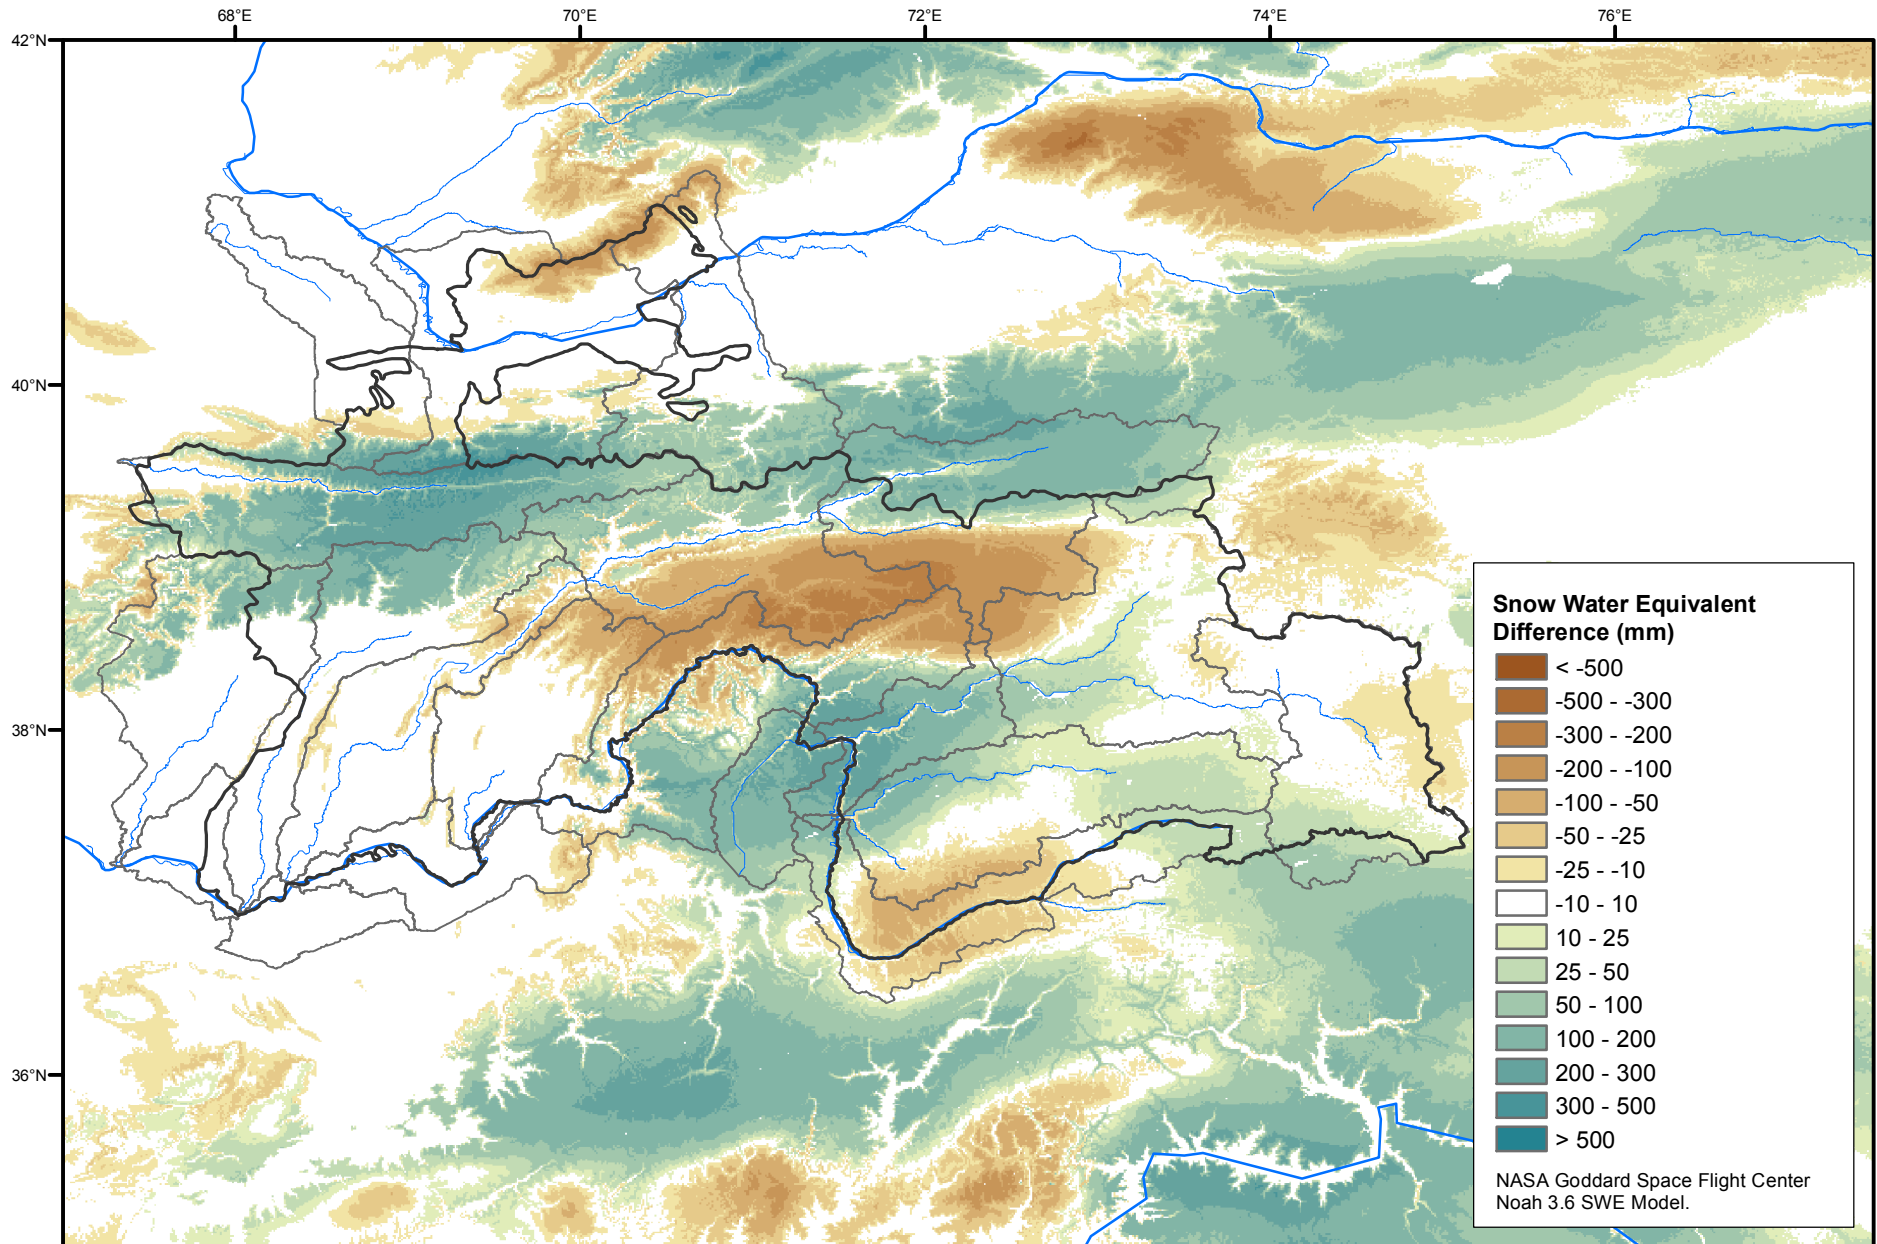 68°E
70°E
72°E
74°E
76°E
42°N
40°N
38°N
36°N
Snow Water Equivalent
Difference (mm)
< -500
-500 - -300
-300 - -200
-200 - -100
-100 - -50
-50 - -25
-25 - -10
-10 - 10
10 - 25
25 - 50
50 - 100
100 - 200
200 - 300
300 - 500
> 500
NASA Goddard Space Flight Center
Noah 3.6 SWE Model.